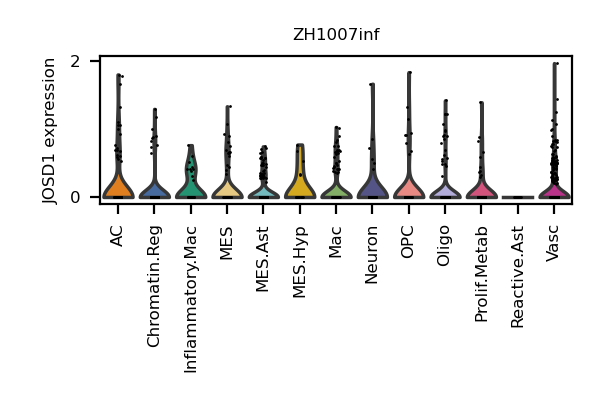 ZH1007inf
JOSD1 expression
2
0
AC
Chromatin.Reg
Inflammatory.Mac
MES
MES.Ast
MES.Hyp
Mac
Neuron
OPC
Oligo
Prolif.Metab
Reactive.Ast
Vasc